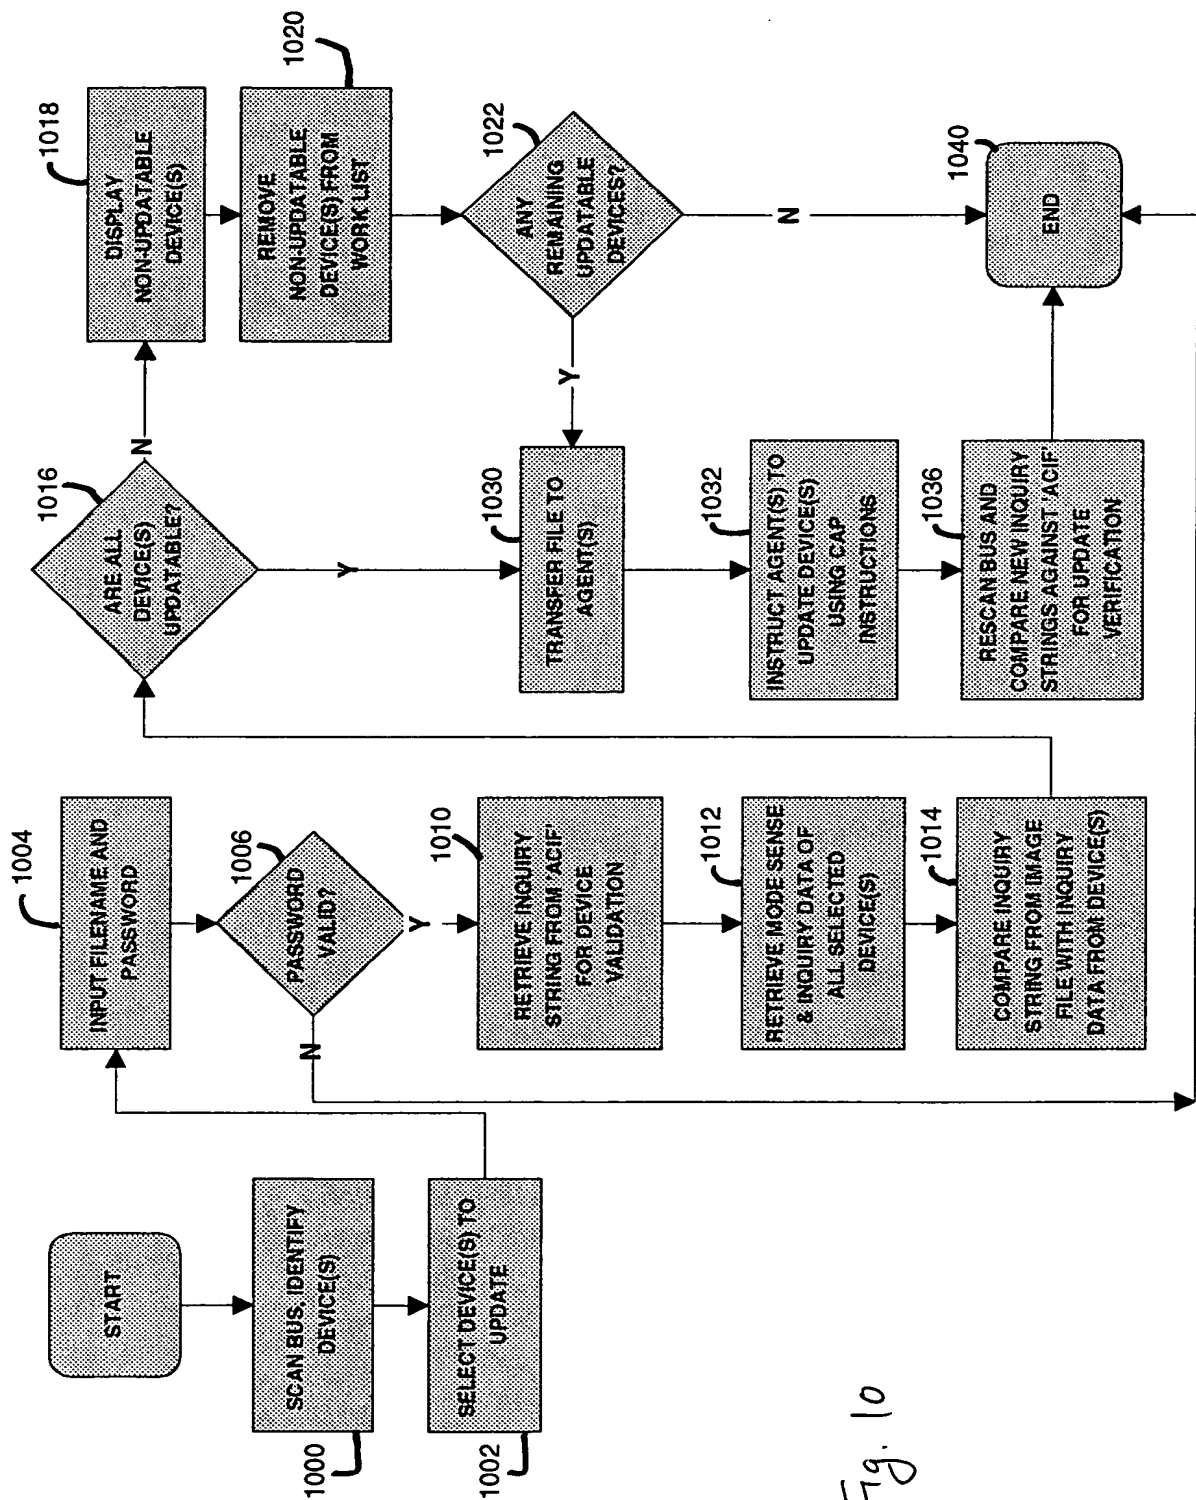 START
1000
SCAN BUS, IDENTIFY
DEVICE(S)
1002
SELECT DEVICE(S) TO
UPDATE
1004
INPUT FILENAME AND
PASSWORD
1006
PASSWORD
VALID?
N
Y
1010
RETRIEVE INQUIRY
STRING FROM 'ACIF'
FOR DEVICE
VALIDATION
1012
RETRIEVE MODE SENSE
& INQUIRY DATA OF
ALL SELECTED
DEVICE(S)
1014
COMPARE INQUIRY
STRING FROM IMAGE
FILE WITH INQUIRY
DATA FROM DEVICE(S)
1016
ARE ALL
DEVICE(S)
UPDATABLE?
N
Y
1018
DISPLAY
NON-UPDATABLE
DEVICE(S)
1020
REMOVE
NON-UPDATABLE
DEVICE(S) FROM
WORK LIST
1022
ANY
REMAINING
UPDATABLE
DEVICES?
Y
N
1030
TRANSFER FILE TO
AGENT(S)
1032
INSTRUCT AGENT(S) TO
UPDATE DEVICE(S)
USING CAP
INSTRUCTIONS
1036
RESCAN BUS AND
COMPARE NEW INQUIRY
STRINGS AGAINST 'ACIF'
FOR UPDATE
VERIFICATION
1040
END
Fig. 10